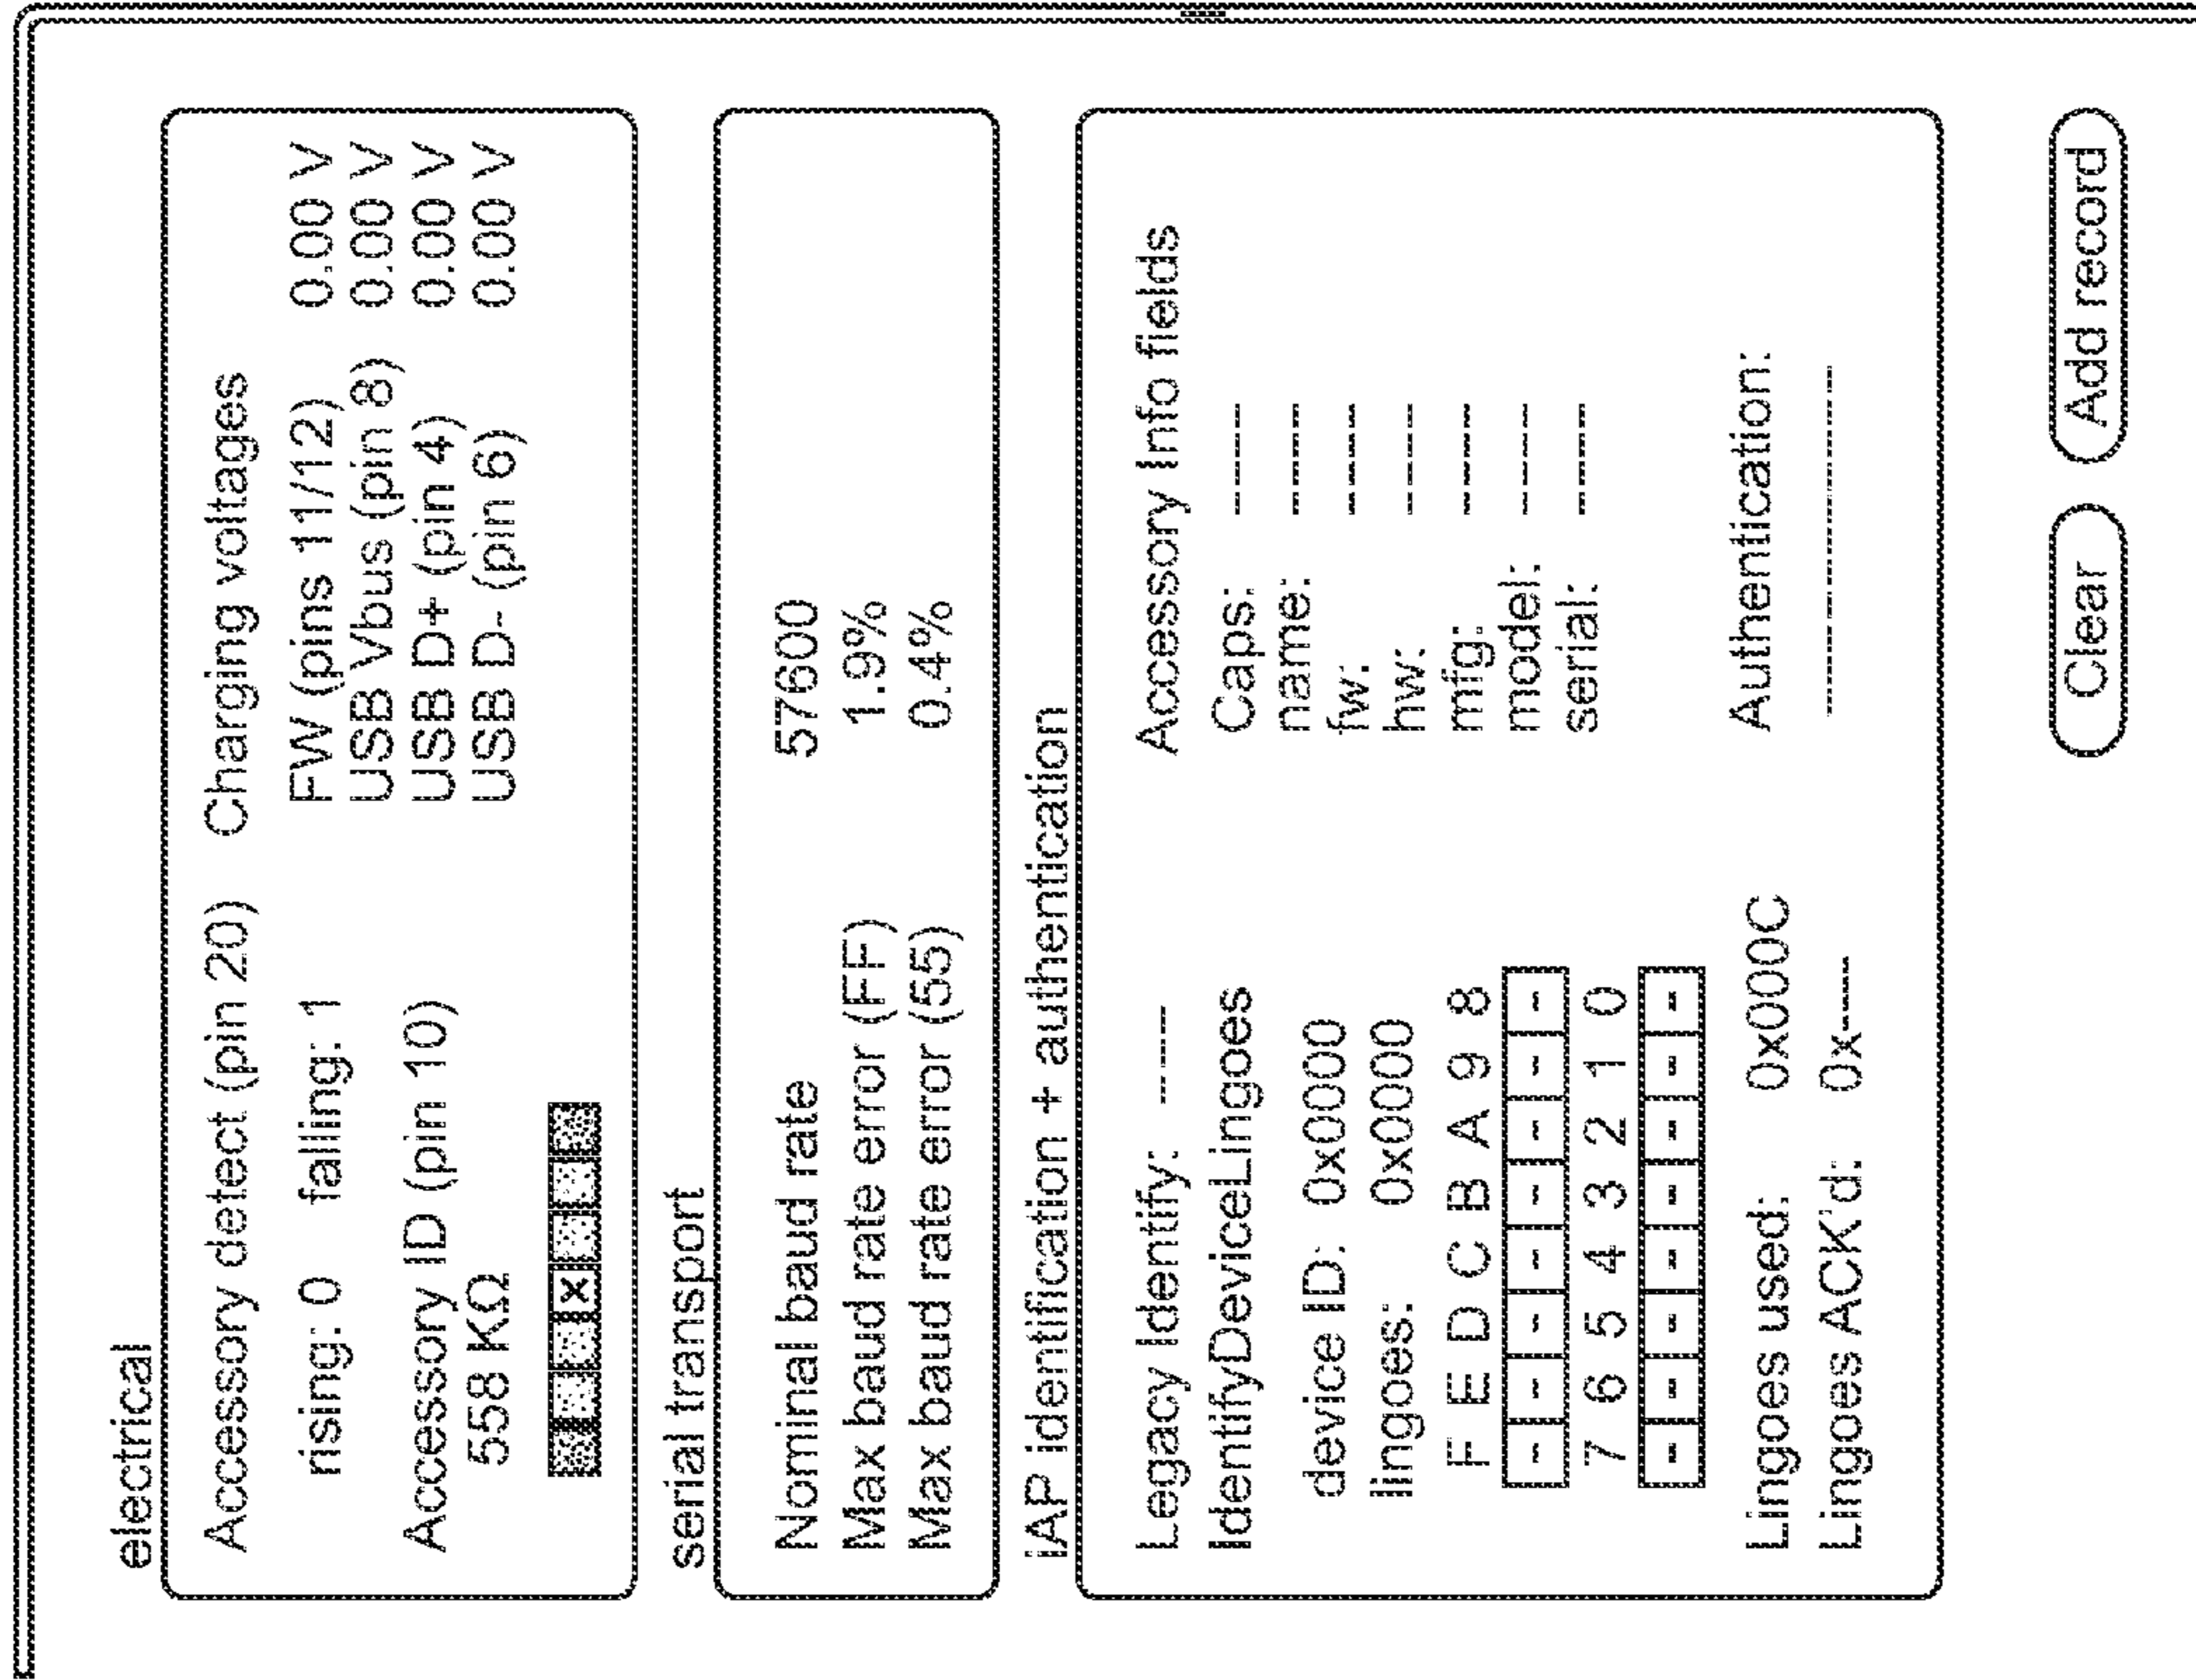 electrical
Accessory detect (pin 20)
rising: 0 falling: 1
Accessory ID (pin 10)
558 KΩ
x
Charging voltages
FW (pins 11/12) 0.00 V
USB Vbus (pin 8) 0.00 V
USB D+ (pin 4) 0.00 V
USB D- (pin 6) 0.00 V
serial transport
Nominal baud rate 57600
Max baud rate error (FF) 1.9%
Max baud rate error (55) 0.4%
iAP identification + authentication
Legacy Identify: ----
IdentifyDeviceLingoes
device ID: 0x0000
lingoes: 0x0000
F E D C B A 9 8
- - - - - - - -
7 6 5 4 3 2 1 0
- - - - - - - -
Lingoes used: 0x000C
Lingoes ACK'd: 0x----
Accessory Info fields
Caps: ------
name: ------
fw: ------
hw: ------
mfg: ------
model: ------
serial: ------
Authentication:
--------------------
Clear
Add record